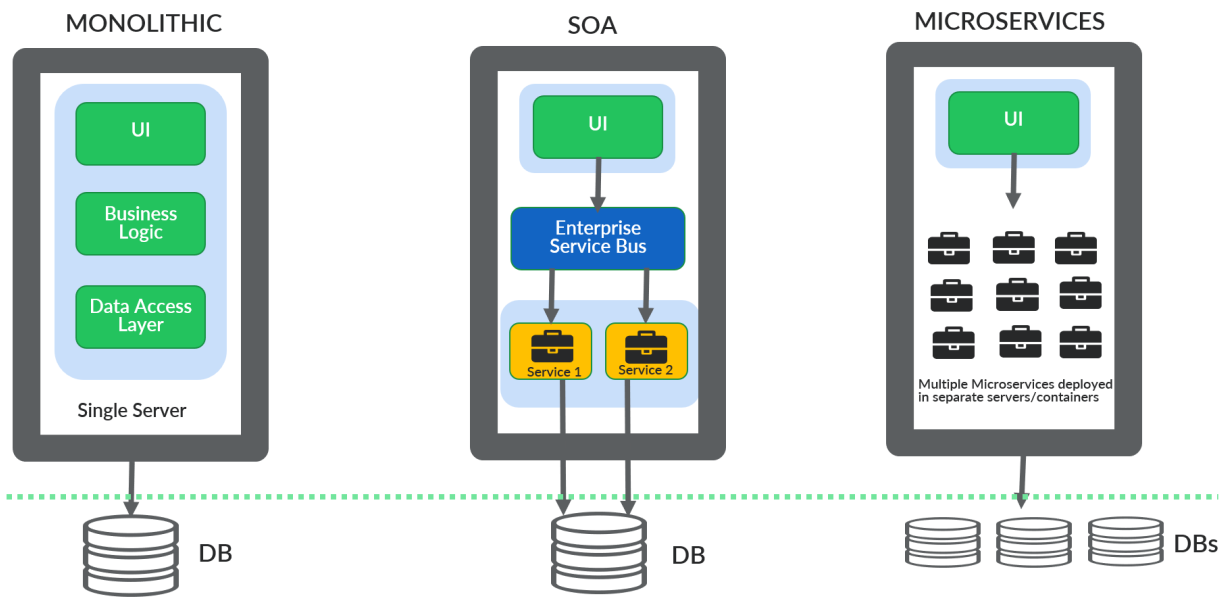 MONOLITHIC
UI
Business
Logic
Data Access
Layer
Single Server
DB
SOA
UI
Enterprise
Service Bus
Service 1
Service 2
DB
MICROSERVICES
UI
Multiple Microservices deployed
in separate servers/containers
DBs